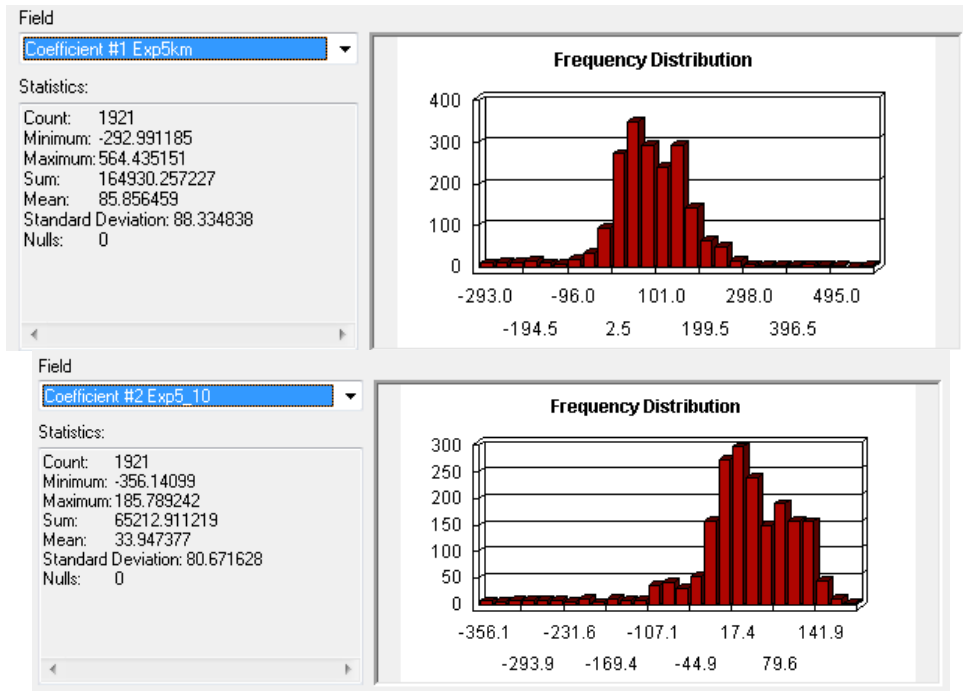 Field
Coefficient #1 Exp5km
Statistics:
Count: 1921
Minimum: -292.991185
Maximum: 564.435151
Sum: 164930.257227
Mean: 85.856459
Standard Deviation: 88.334838
Nulls: 0
Frequency Distribution
400
300
200
100
0
-293.0 -96.0 101.0 298.0 495.0
-194.5 2.5 199.5 396.5
Field
Coefficient #2 Exp5_10
Statistics:
Count: 1921
Minimum: -356.14099
Maximum: 185.789242
Sum: 65212.911219
Mean: 33.947377
Standard Deviation: 80.671628
Nulls: 0
Frequency Distribution
300
250
200
150
100
50
0
-356.1 -231.6 -107.1 17.4 141.9
-293.9 -169.4 -44.9 79.6